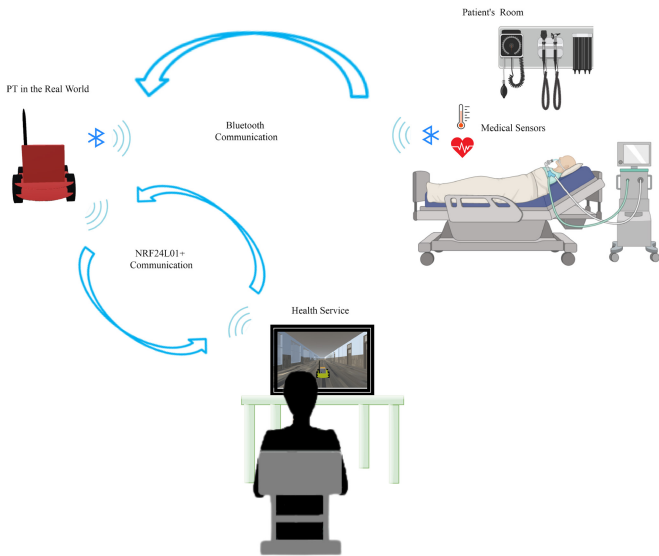 Patient's Room
PT in the Real World
Bluetooth
Communication
Medical Sensors
NRF24L01+
Communication
Health Service